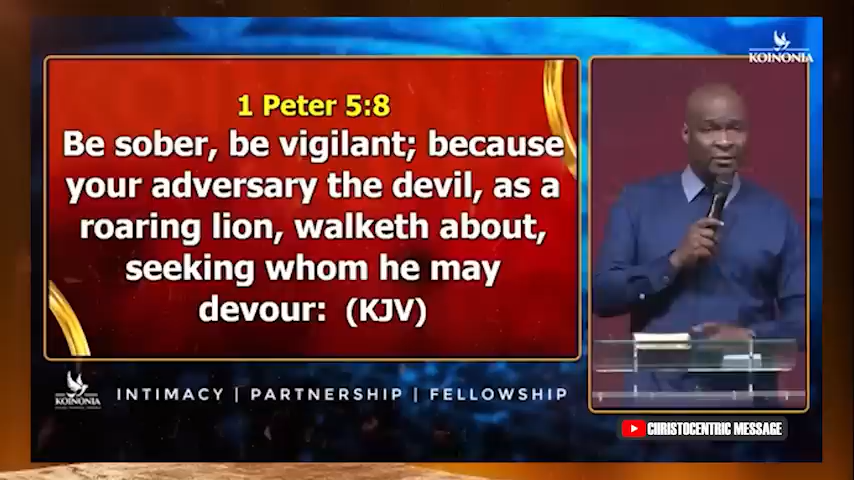 KOINONIA
1 Peter 5:8
Be sober, be vigilant; because
your adversary the devil, as a
roaring lion, walketh about,
seeking whom he may
devour: (KJV)
KOINONIA
INTIMACY | PARTNERSHIP | FELLOWSHIP
CHRISTOCENTRIC MESSAGE